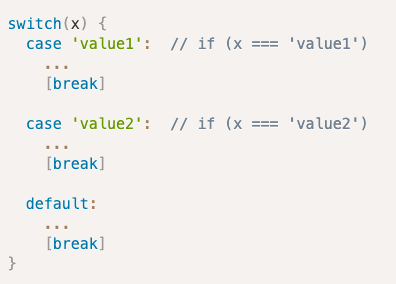 switch(x) {
  case 'value1':  // if (x === 'value1')
    ...
    [break]

  case 'value2':  // if (x === 'value2')
    ...
    [break]

  default:
    ...
    [break]
}